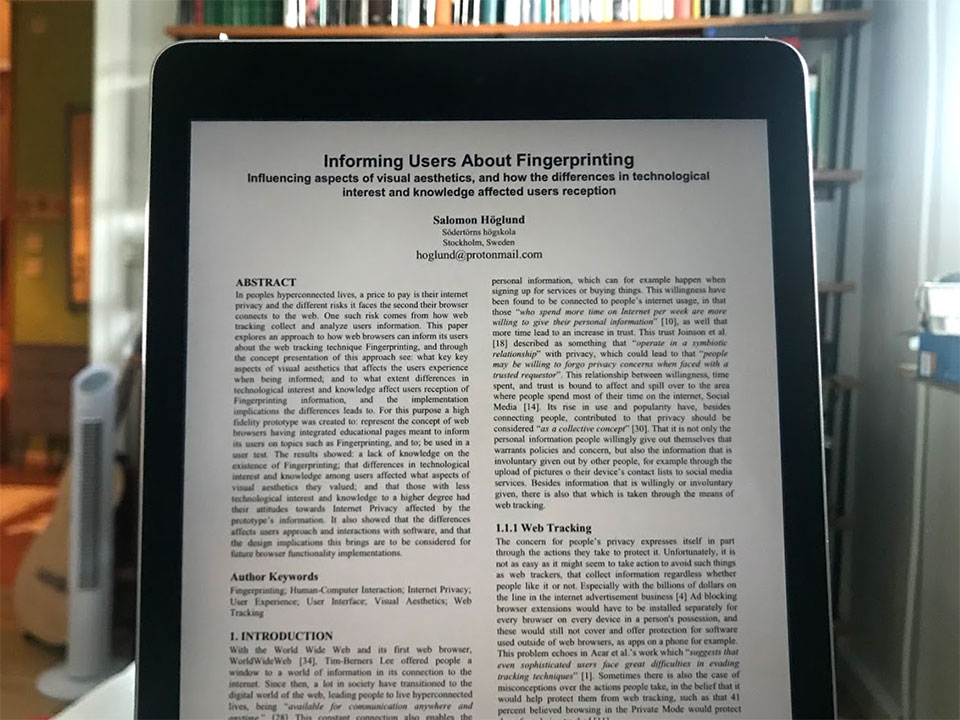 Informing Users About Fingerprinting
Influencing aspects of visual aesthetics, and how the differences in technological
interest and knowledge affected users reception
Salomon Höglund
Södertörns högskola
Stockholm, Sweden
hoglund@protonmail.com
ABSTRACT
In peoples hyperconnected lives, a price to pay is their internet
privacy and the different risks it faces the second their browser
connects to the web. One such risk comes from how web
tracking collect and analyze users information. This paper
explores an approach to how web browsers can inform its users
about the web tracking technique Fingerprinting, and through
the concept presentation of this approach see: what key key
aspects of visual aesthetics that affects the users experience
when being informed; and to what extent differences in
technological interest and knowledge affect users reception of
Fingerprinting information, and the implementation
implications the differences leads to. For this purpose a high
fidelity prototype was created to: represent the concept of web
browsers having integrated educational pages meant to inform
its users on topics such as Fingerprinting, and to; be used in a
user test. The results showed: a lack of knowledge on the
existence of Fingerprinting; that differences in technological
interest and knowledge among users affected what aspects of
visual aesthetics they valued; and that those with less
technological interest and knowledge to a higher degree had
their attitudes towards Internet Privacy affected by the
prototype's information. It also showed that the differences
affects users approach and interactions with software, and that
the design implications this brings are to be considered for
future browser functionality implementations.
Author Keywords
Fingerprinting; Human-Computer Interaction; Internet Privacy;
User Experience; User Interface; Visual Aesthetics; Web
Tracking
1. INTRODUCTION
With the World Wide Web and its first web browser,
WorldWideWeb [34], Tim-Berners Lee offered people a
window to a world of information in its connection to the
internet. Since then, a lot in society have transitioned to the
digital world of the web, leading people to live hyperconnected
lives, being "available for communication anywhere and
anytime" [28] This constant connection also enables the
personal information, which can for example happen when
signing up for services or buying things. This willingness have
been found to be connected to people's internet usage, in that
those "who spend more time on Internet per week are more
willing to give their personal information" [10], as well that
more time lead to an increase in trust. This trust Joinson et al.
[18] described as something that "operate in a symbiotic
relationship" with privacy, which could lead to that "people
may be willing to forgo privacy concerns when faced with a
trusted requestor". This relationship between willingness, time
spent, and trust is bound to affect and spill over to the area
where people spend most of their time on the internet, Social
Media [14]. Its rise in use and popularity have, besides
connecting people, contributed to that privacy should be
considered "as a collective concept" [30]. That it is not only the
personal information people willingly give out themselves that
warrants policies and concern, but also the information that is
involuntary given out by other people, for example through the
upload of pictures o their device's contact lists to social media
services. Besides information that is willingly or involuntary
given, there is also that which is taken through the means of
web tracking.
1.1.1 Web Tracking
The concern for people's privacy expresses itself in part
through the actions they take to protect it. Unfortunately, it is
not as easy as it might seem to take action to avoid such things
as web trackers, that collect information regardless whether
people like it or not. Especially with the billions of dollars on
the line in the internet advertisement business [4] Ad blocking
browser extensions would have to be installed separately for
every browser on every device in a person's possession, and
these would still not cover and offer protection for software
used outside of web browsers, as apps on a phone for example.
This problem echoes in Acar et al.'s work which "suggests that
even sophisticated users face great difficulties in evading
tracking techniques" [1]. Sometimes there is also the case of
misconceptions over the actions people take, in the belief that it
would help protect them from web tracking, such as that 41
percent believed browsing in the Private Mode would protect